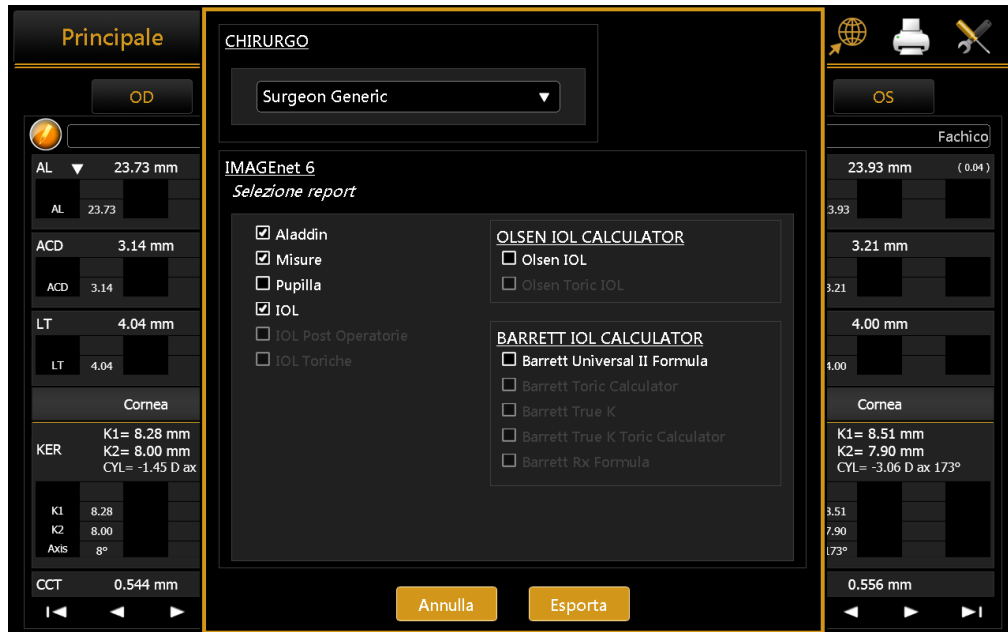 Principale
OD
AL 23.73 mm
AL 23.73
ACD 3.14 mm
ACD 3.14
LT 4.04 mm
LT 4.04
Cornea
KER
K1= 8.28 mm
K2= 8.00 mm
CYL= -1.45 D ax
K1 8.28
K2 8.00
Axis 8°
CCT 0.544 mm
CHIRURGO
Surgeon Generic
IMAGEnet 6
Selezione report
Aladdin
Misure
Pupilla
IOL
IOL Post Operatorie
IOL Toriche
OLSEN IOL CALCULATOR
Olsen IOL
Olsen Toric IOL
BARRETT IOL CALCULATOR
Barrett Universal II Formula
Barrett Toric Calculator
Barrett True K
Barrett True K Toric Calculator
Barrett Rx Formula
Annulla Esporta
OS
Fachico
23.93 mm (0.04)
3.93
3.21 mm
3.21
4.00 mm
4.00
Cornea
K1= 8.51 mm
K2= 7.90 mm
CYL= -3.06 D ax 173°
8.51
7.90
173°
0.556 mm